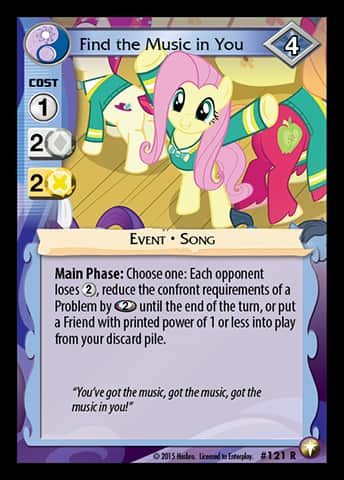 Find the Music in You
4
COST
1
2
2
EVENT • SONG
Main Phase: Choose one: Each opponent
loses 2, reduce the confront requirements of a
Problem by 2 until the end of the turn, or put
a Friend with printed power of 1 or less into play
from your discard pile.
"You've got the music, got the music, got the
music in you!"
© 2015 Hasbro. Licensed to Enterplay. #121 R